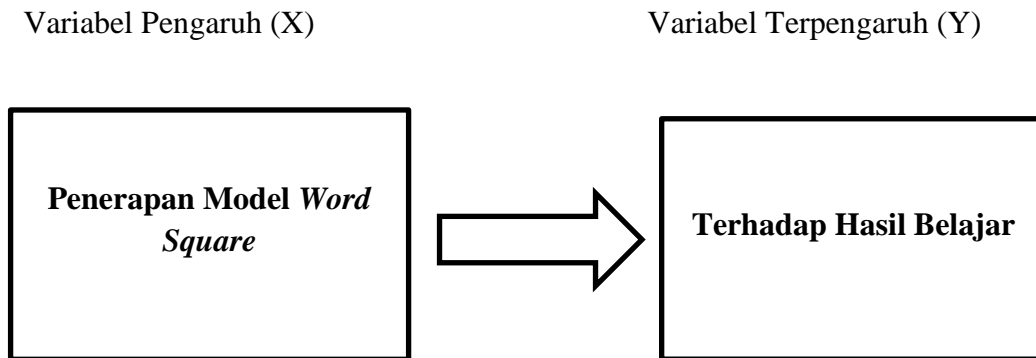 Variabel Pengaruh (X)
Variabel Terpengaruh (Y)
Penerapan Model Word
Square
Terhadap Hasil Belajar